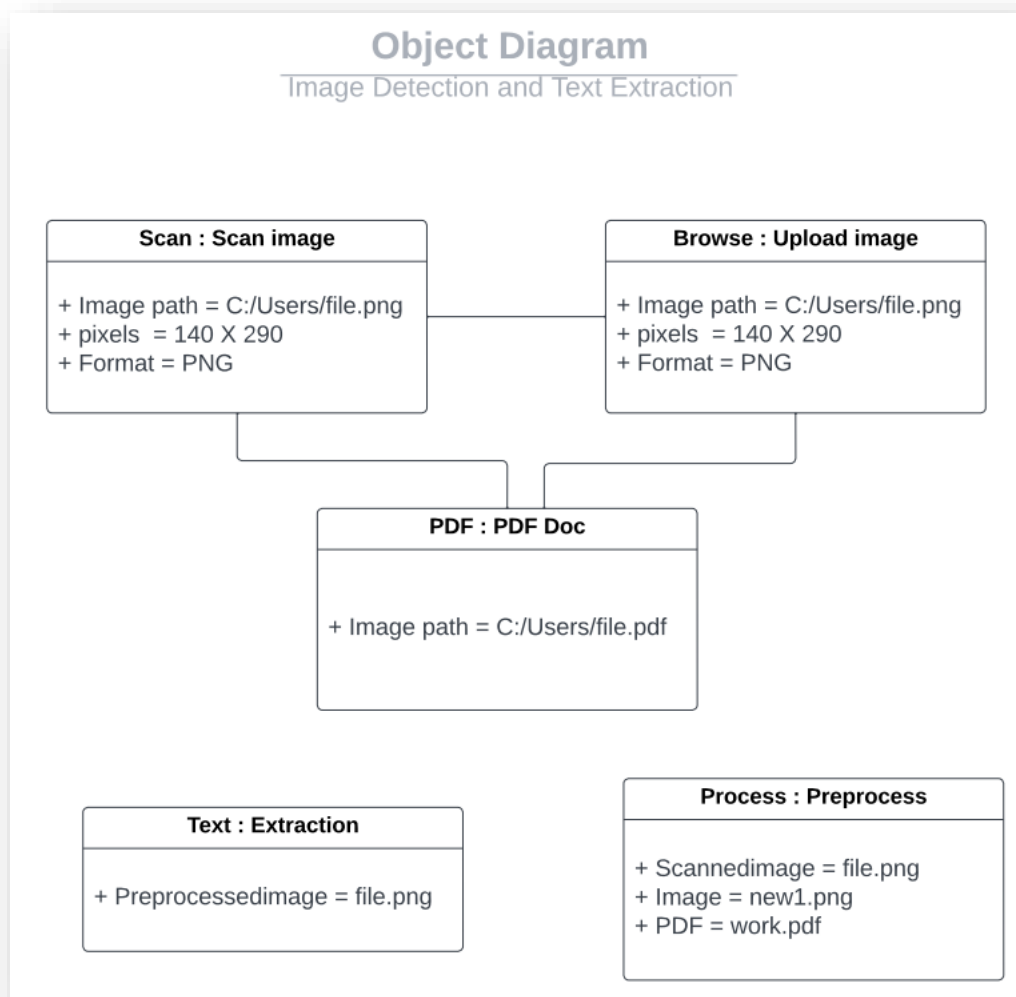 Object Diagram
Image Detection and Text Extraction
Scan : Scan image
+ Image path = C:/Users/file.png
+ pixels  = 140 X 290
+ Format = PNG
Browse : Upload image
+ Image path = C:/Users/file.png
+ pixels  = 140 X 290
+ Format = PNG
PDF : PDF Doc
+ Image path = C:/Users/file.pdf
Text : Extraction
+ Preprocessedimage = file.png
Process : Preprocess
+ Scannedimage = file.png
+ Image = new1.png
+ PDF = work.pdf